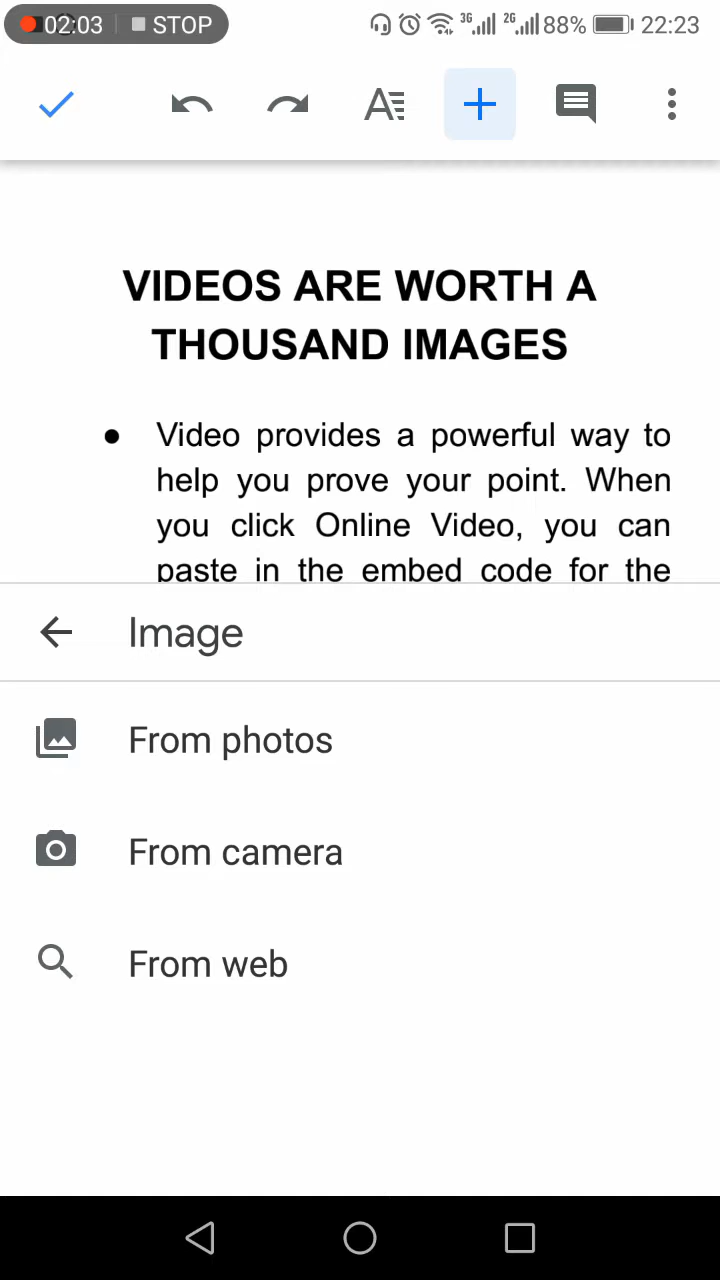 02:03 STOP 3G 2G 88% 22:23
VIDEOS ARE WORTH A
THOUSAND IMAGES
● Video provides a powerful way to
help you prove your point. When
you click Online Video, you can
paste in the embed code for the
Image
From photos
From camera
From web